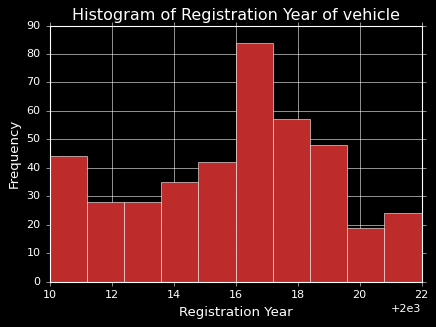 Histogram of Registration Year of vehicle
90
80
70
60
50
40
30
20
10
0
Frequency
10 12 14 16 18 20 22
+2e3
Registration Year